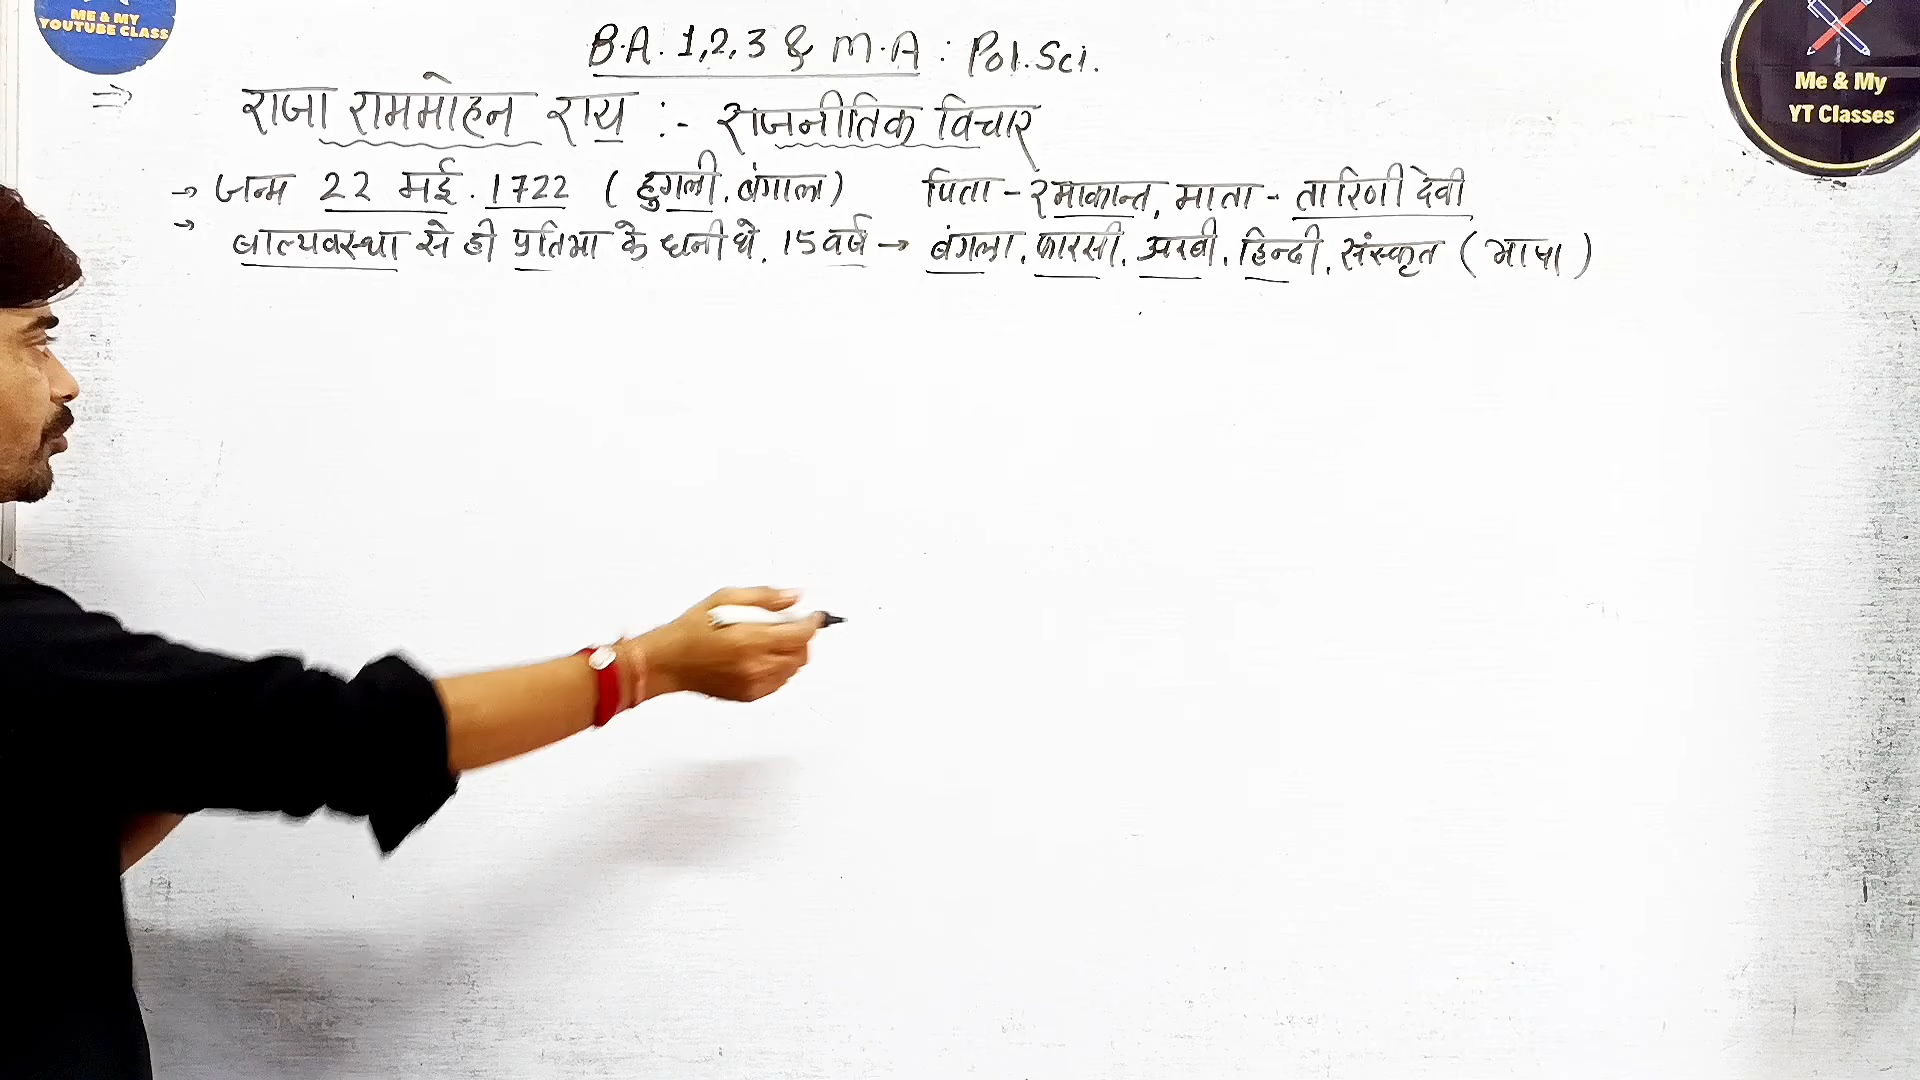 ME & MY
YOUTUBE CLASS
B.A. 1,2,3 & M.A : Pol.Sci.
Me & My
YT Classes
⇒ राजा राममोहन राय :- राजनीतिक विचार
→ जन्म 22 मई. 1722 (हुगली, बंगाल) पिता - रमाकान्त, माता - तारिणी देवी
→ बाल्यवस्था से ही प्रतिभा के धनी थे, 15 वर्ष → बंगला, फारसी, अरबी, हिन्दी, संस्कृत (भाषा)